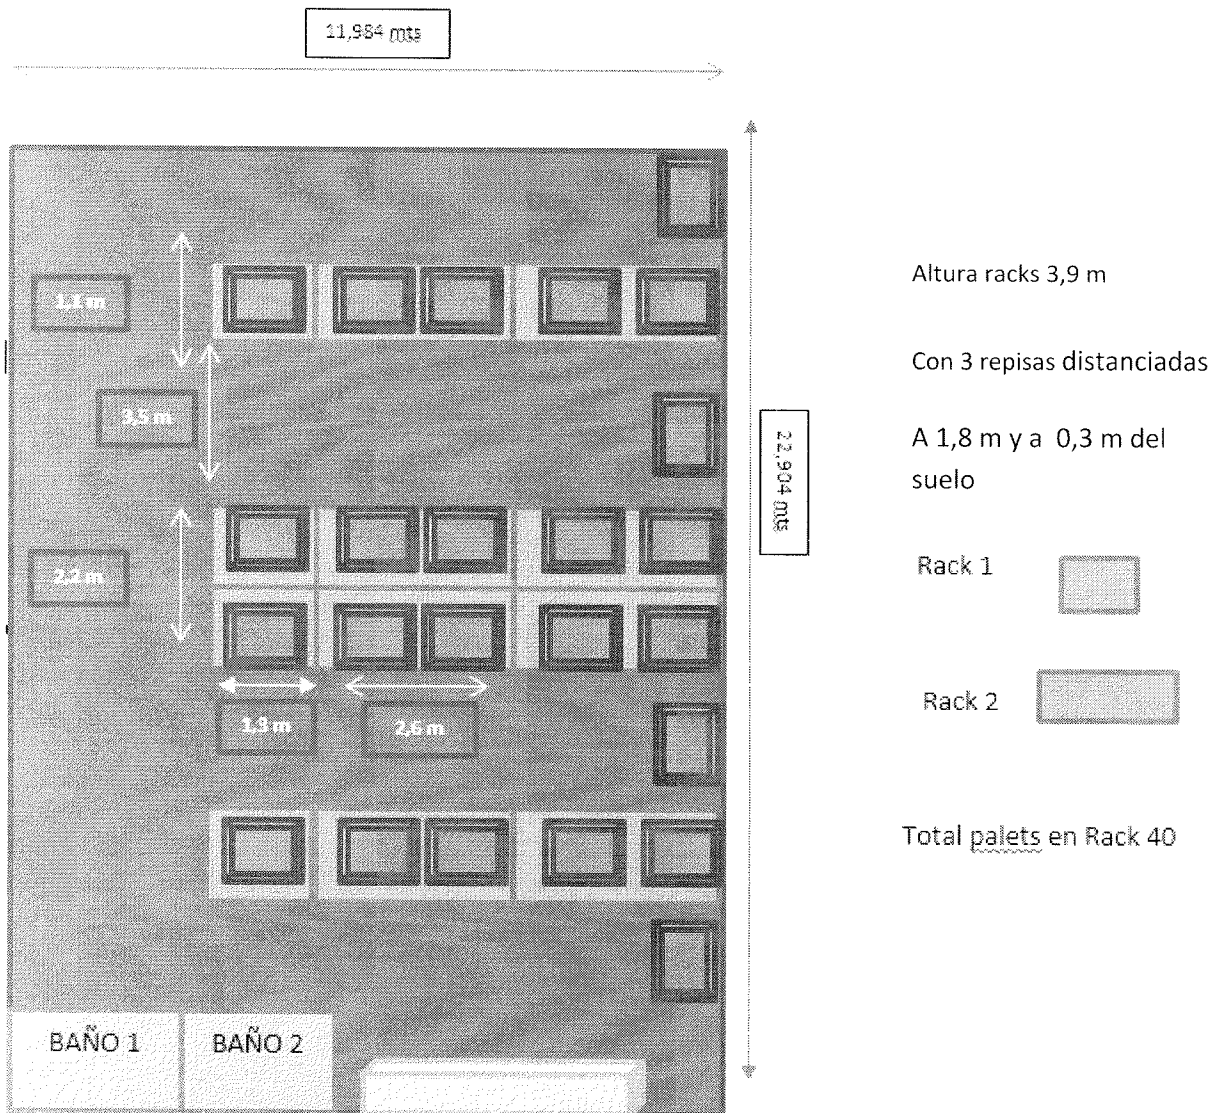 11,984 mts
1,1 m
3,5 m
2,2 m
1,3 m
2,6 m
22,904 mts
BAÑO 1
BAÑO 2
Altura racks 3,9 m
Con 3 repisas distanciadas
A 1,8 m y a 0,3 m del
suelo
Rack 1
Rack 2
Total palets en Rack 40